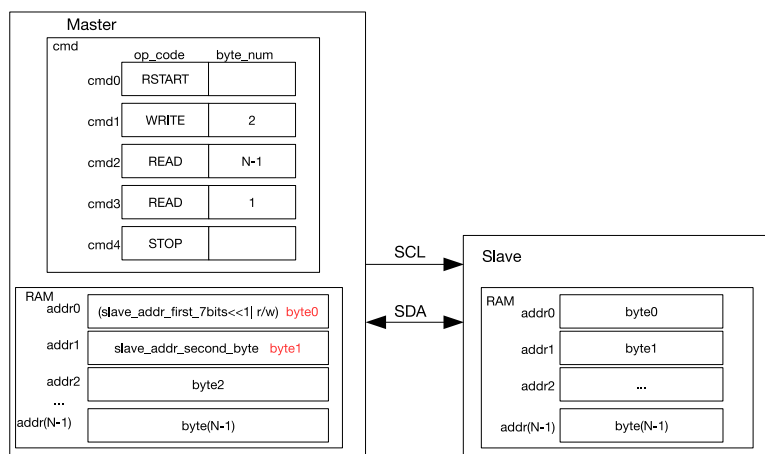 Master
cmd
op_code byte_num
cmd0 RSTART
cmd1 WRITE 2
cmd2 READ N-1
cmd3 READ 1
cmd4 STOP
RAM
addr0 (slave_addr_first_7bits<<1| r/w) byte0
addr1 slave_addr_second_byte byte1
addr2 byte2
...
addr(N-1) byte(N-1)
SCL
SDA
Slave
RAM
addr0 byte0
addr1 byte1
addr2 ...
addr(N-1) byte(N-1)